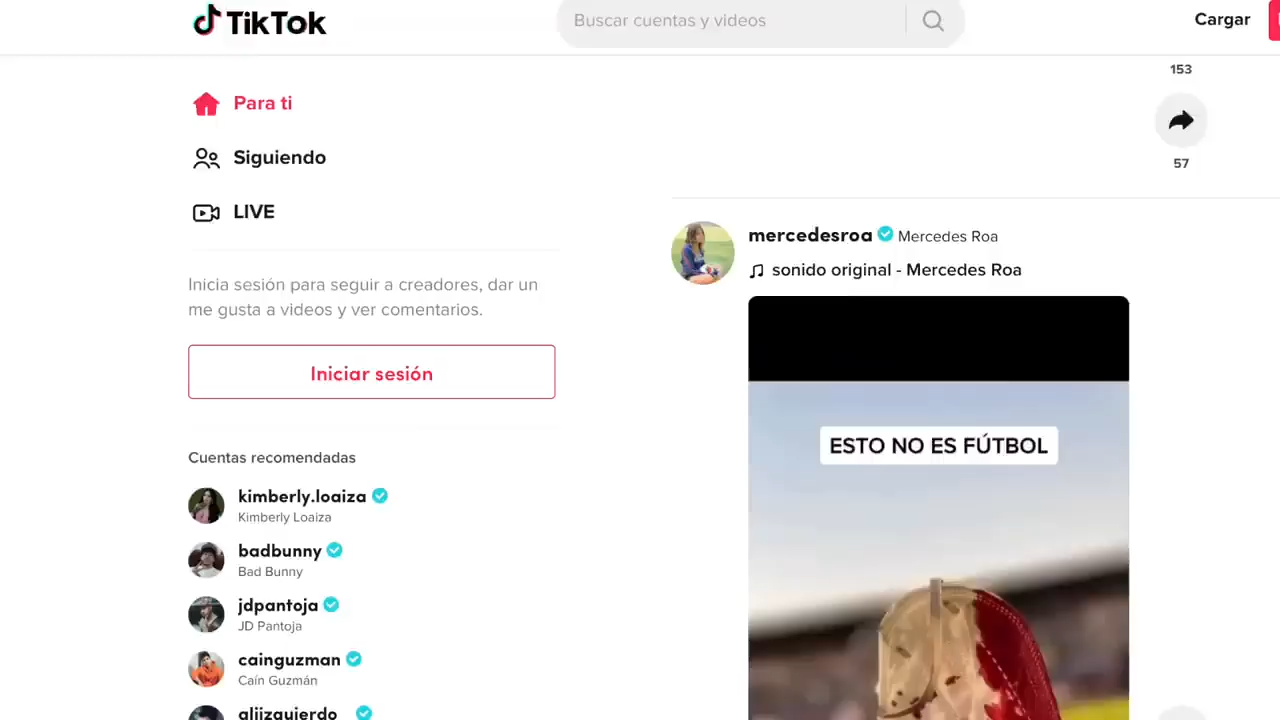 TikTok
Buscar cuentas y videos
Cargar
Para ti
Siguiendo
LIVE
Inicia sesión para seguir a creadores, dar un
me gusta a videos y ver comentarios.
Iniciar sesión
Cuentas recomendadas
kimberly.loaiza
Kimberly Loaiza
badbunny
Bad Bunny
jdpantoja
JD Pantoja
cainguzman
Caín Guzmán
alijzquierdo
153
57
mercedesroa Mercedes Roa
sonido original - Mercedes Roa
ESTO NO ES FÚTBOL